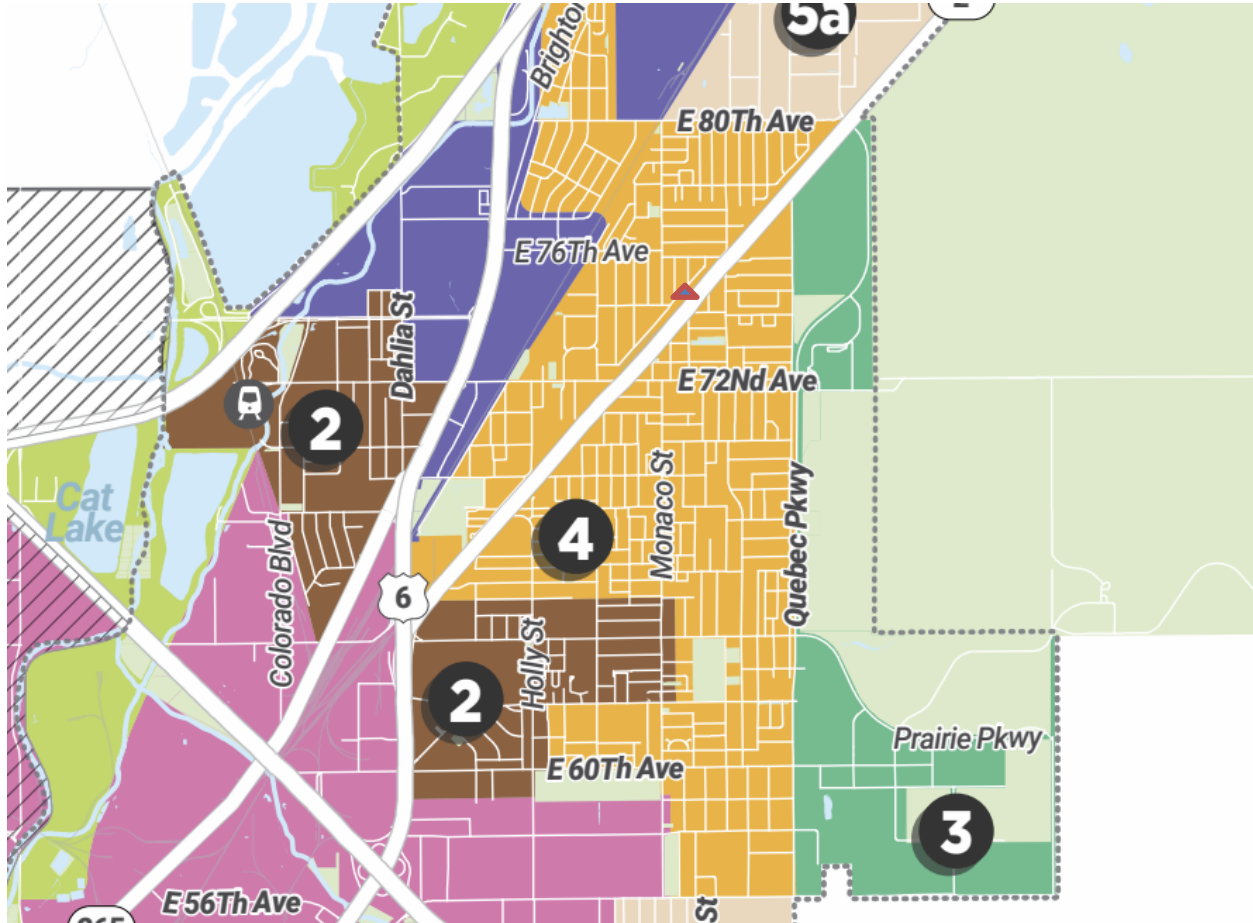 5a
Brighton
E 80Th Ave
E 76Th Ave
Dahlia St
E 72Nd Ave
2
Cat
Lake
Monaco St
Quebec Pkwy
4
Colorado Blvd
6
Holly St
2
Prairie Pkwy
E 60Th Ave
3
E 56Th Ave
St